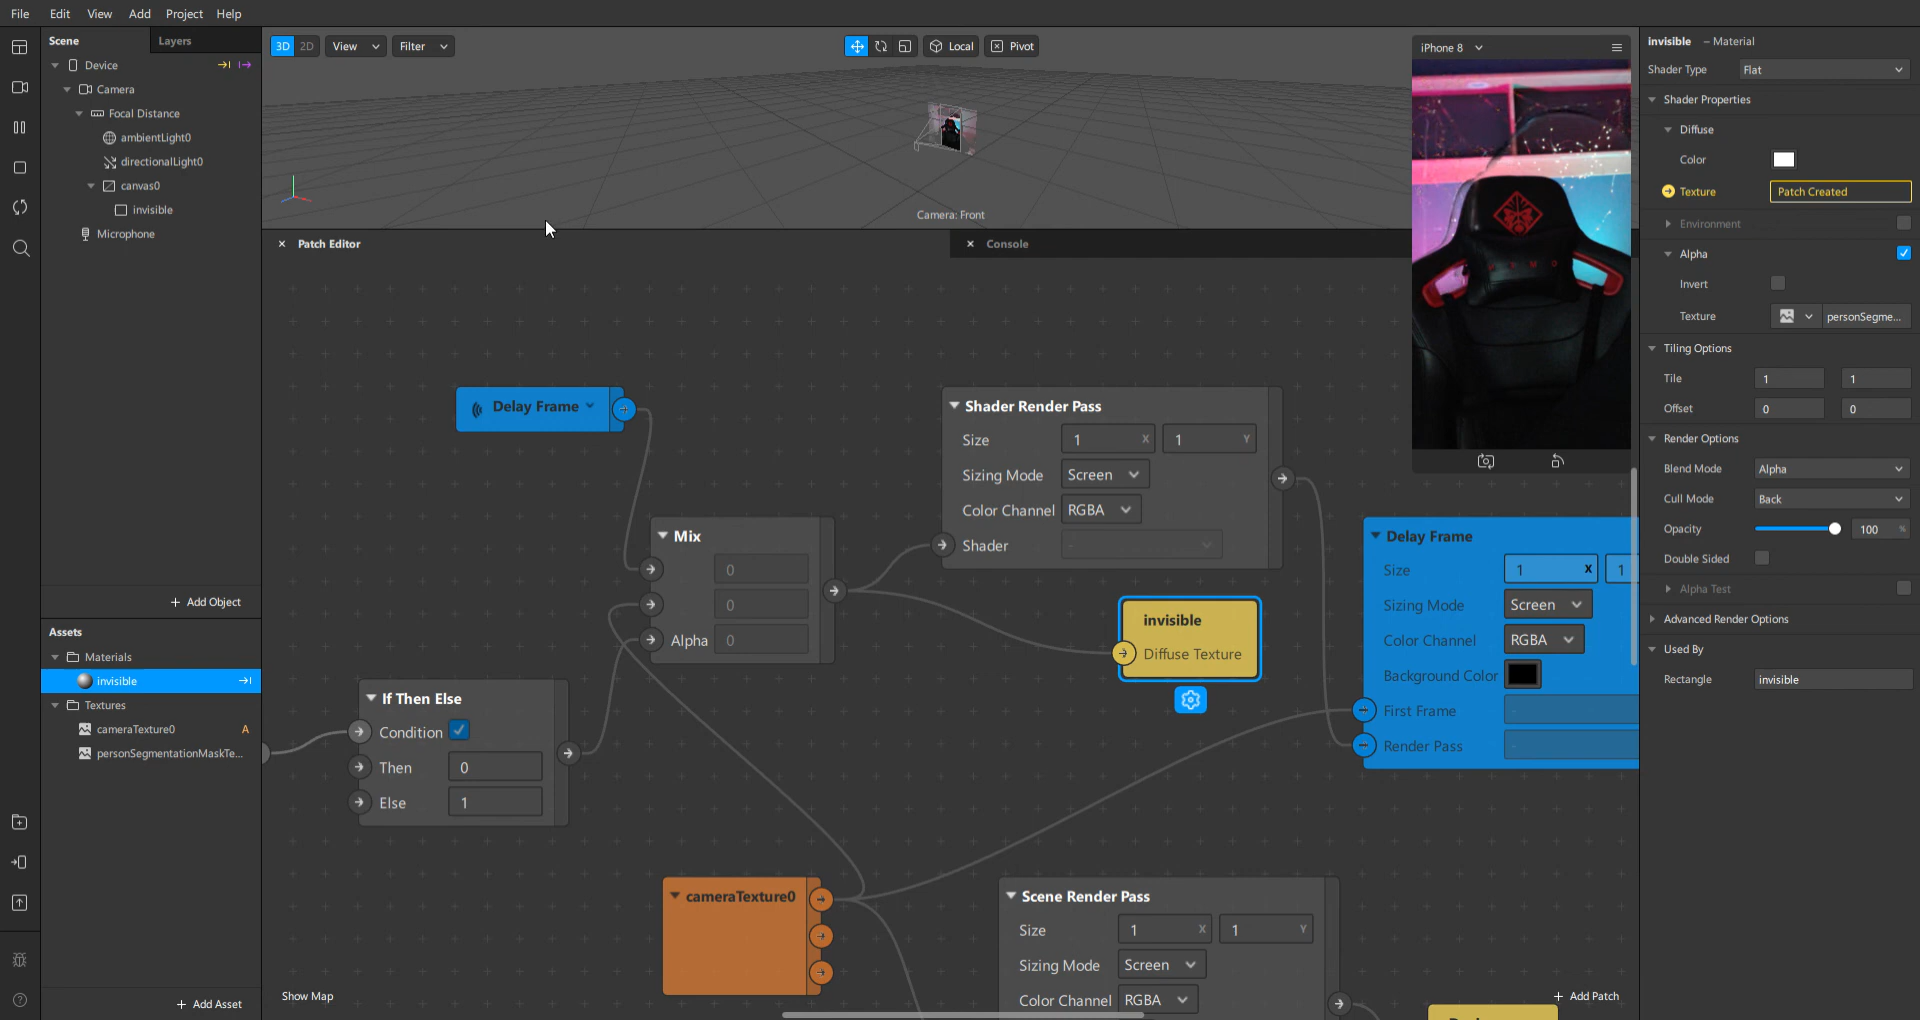 File Edit View Add Project Help
Scene Layers
Device
Camera
Focal Distance
ambientLight0
directionalLight0
canvas0
invisible
Microphone
+ Add Object
Assets
Materials
invisible
Textures
cameraTexture0 A
personSegmentationMaskTe...
+ Add Asset
3D 2D View Filter
Local Pivot
Camera: Front
× Patch Editor
× Console
Delay Frame
Mix
0
0
Alpha 0
If Then Else
Condition
Then 0
Else 1
cameraTexture0
Shader Render Pass
Size 1 X 1 Y
Sizing Mode Screen
Color Channel RGBA
Shader -
invisible
Diffuse Texture
Delay Frame
Size 1 X 1
Sizing Mode Screen
Color Channel RGBA
Background Color
First Frame -
Render Pass -
Scene Render Pass
Size 1 X 1 Y
Sizing Mode Screen
Color Channel RGBA
Show Map
+ Add Patch
iPhone 8
invisible – Material
Shader Type Flat
Shader Properties
Diffuse
Color
Texture Patch Created
Environment
Alpha
Invert
Texture personSegme...
Tiling Options
Tile 1 1
Offset 0 0
Render Options
Blend Mode Alpha
Cull Mode Back
Opacity 100 %
Double Sided
Alpha Test
Advanced Render Options
Used By
Rectangle invisible